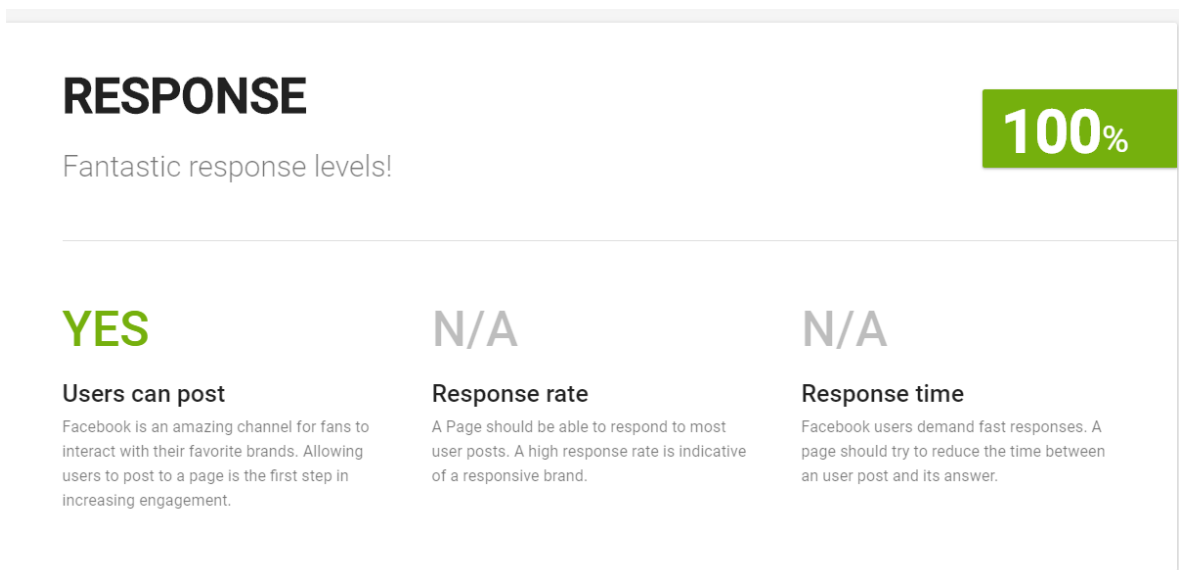 RESPONSE
100%
Fantastic response levels!
YES
Users can post
Facebook is an amazing channel for fans to
interact with their favorite brands. Allowing
users to post to a page is the first step in
increasing engagement.
N/A
Response rate
A Page should be able to respond to most
user posts. A high response rate is indicative
of a responsive brand.
N/A
Response time
Facebook users demand fast responses. A
page should try to reduce the time between
an user post and its answer.